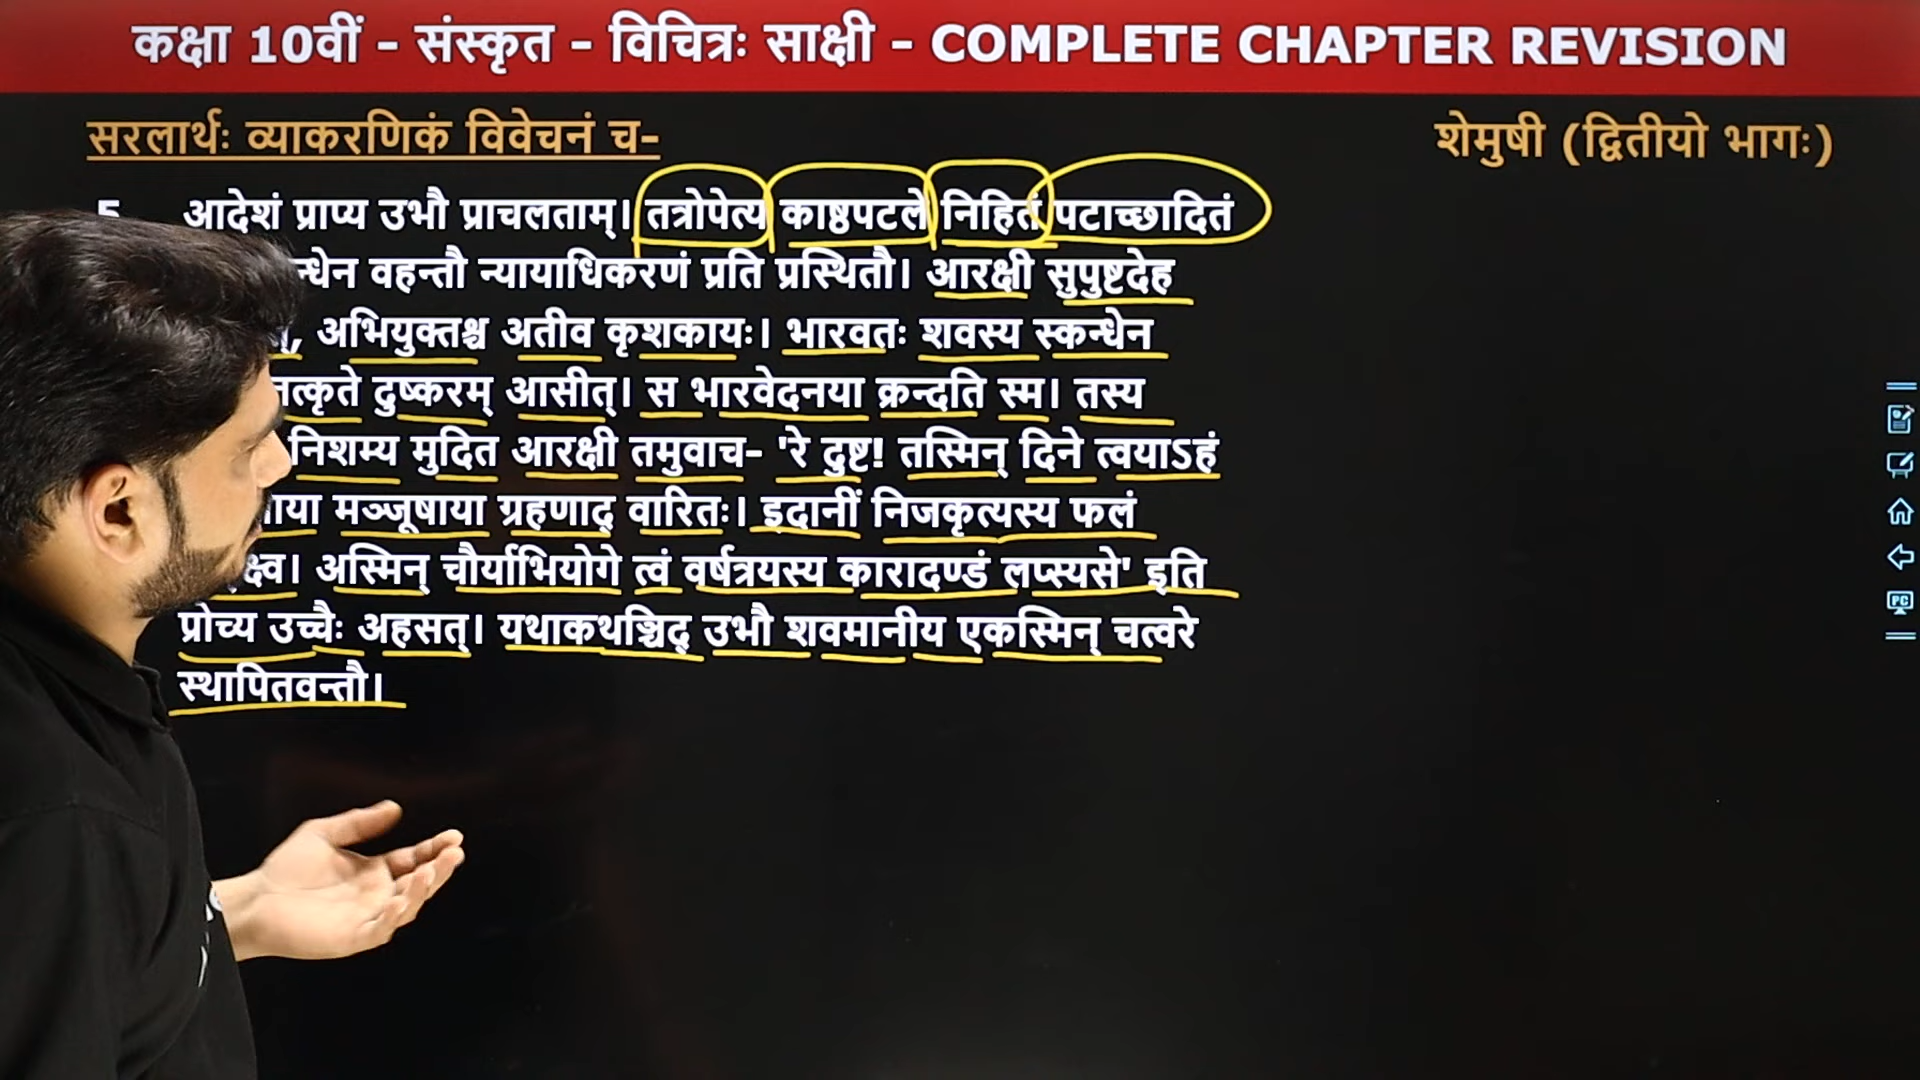 कक्षा 10वीं - संस्कृत - विचित्रः साक्षी - COMPLETE CHAPTER REVISION
सरलार्थः व्याकरणिकं विवेचनं च-
शेमुषी (द्वितीयो भागः)
आदेशं प्राप्य उभौ प्राचलताम्। तत्रोपेत्य काष्ठपटले निहितं पटाच्छादितं
वहन्तौ न्यायाधिकरणं प्रति प्रस्थितौ। आरक्षी सुपुष्टदेह
अभियुक्तश्च अतीव कृशकायः। भारवतः शवस्य स्कन्धेन
तत्कृते दुष्करम् आसीत्। स भारवेदनया क्रन्दति स्म। तस्य
निशम्य मुदित आरक्षी तमुवाच- 'रे दुष्ट! तस्मिन् दिने त्वयाऽहं
मञ्जूषाया ग्रहणाद् वारितः। इदानीं निजकृत्यस्य फलं
अस्मिन् चौर्याभियोगे त्वं वर्षत्रयस्य कारादण्डं लप्स्यसे' इति
प्रोच्य उच्चैः अहसत्। यथाकथञ्चिद् उभौ शवमानीय एकस्मिन् चत्वरे
स्थापितवन्तौ।
PC